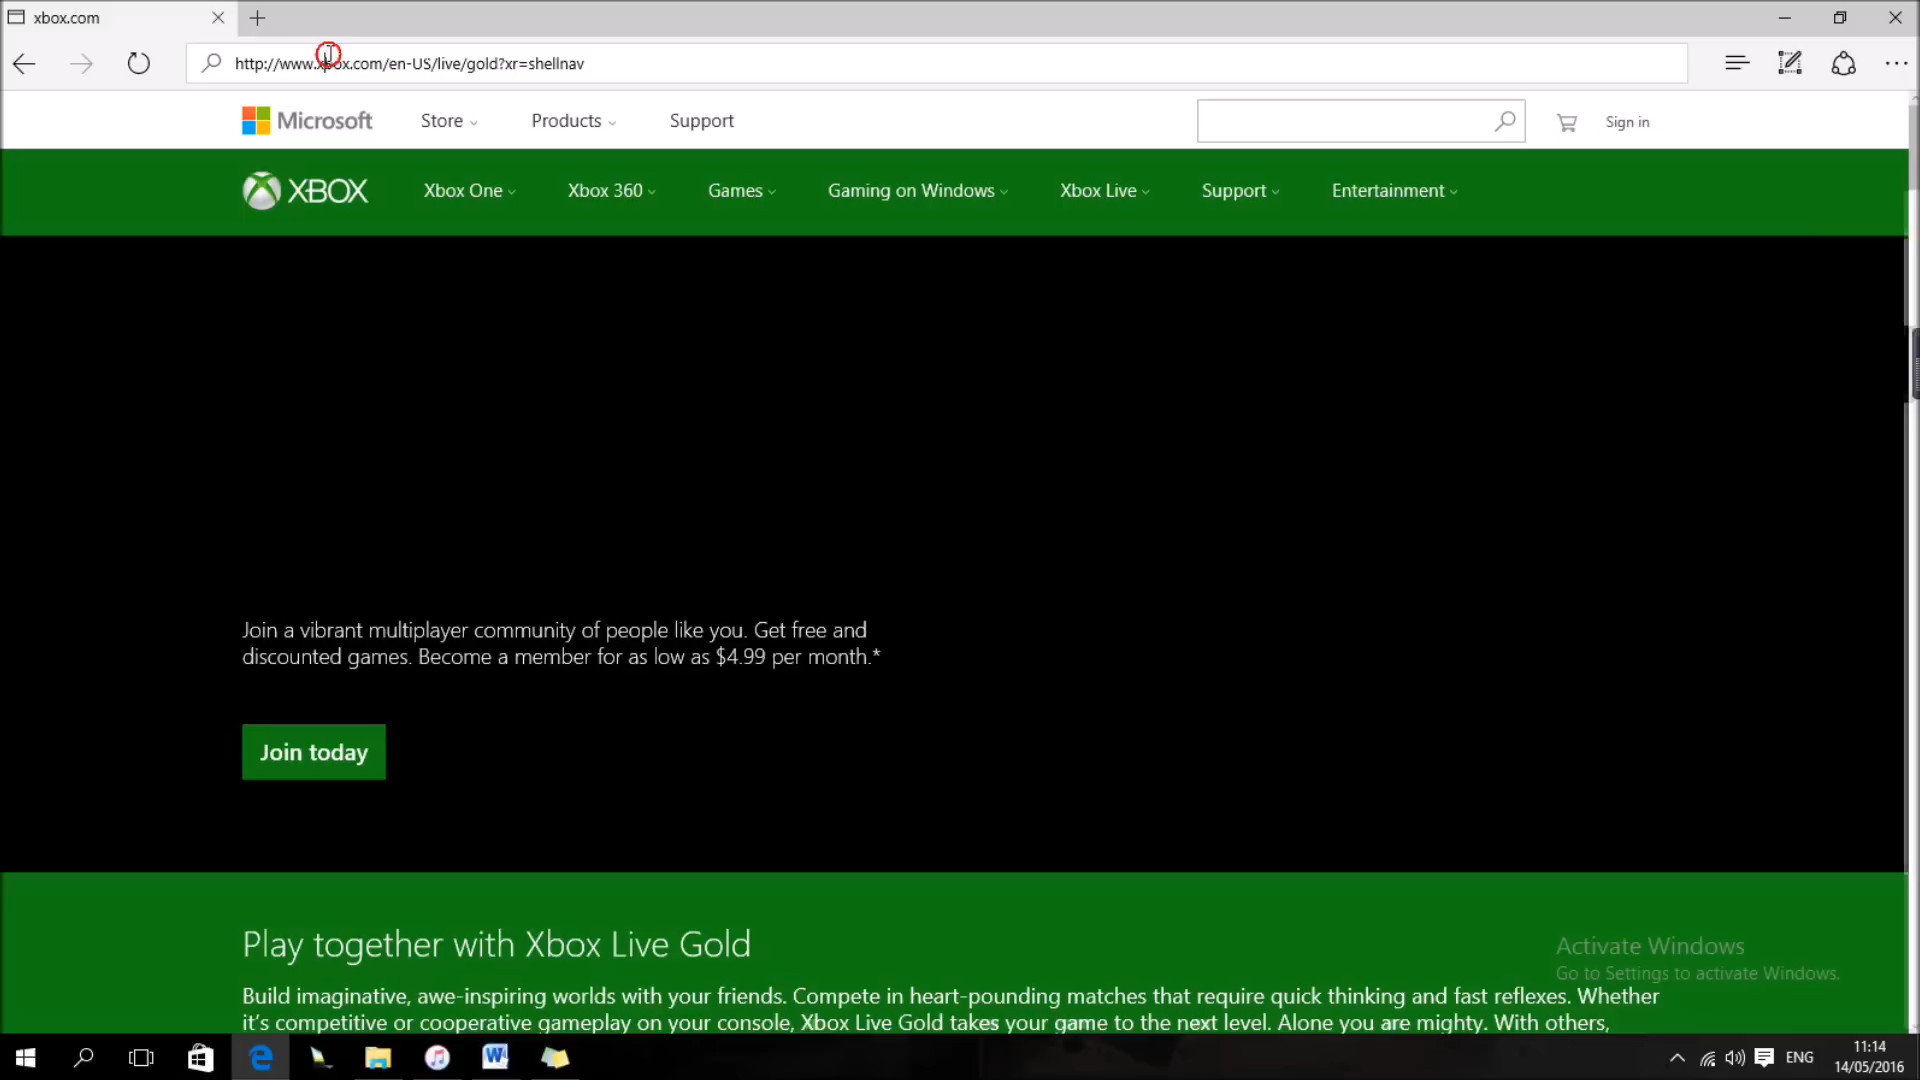 xbox.com
http://www.xbox.com/en-US/live/gold?xr=shellnav
Microsoft Store Products Support Sign in
XBOX Xbox One Xbox 360 Games Gaming on Windows Xbox Live Support Entertainment
Join a vibrant multiplayer community of people like you. Get free and
discounted games. Become a member for as low as $4.99 per month.*
Join today
Play together with Xbox Live Gold
Activate Windows
Go to Settings to activate Windows.
Build imaginative, awe-inspiring worlds with your friends. Compete in heart-pounding matches that require quick thinking and fast reflexes. Whether
it's competitive or cooperative gameplay on your console, Xbox Live Gold takes your game to the next level. Alone you are mighty. With others,
ENG
11:14
14/05/2016